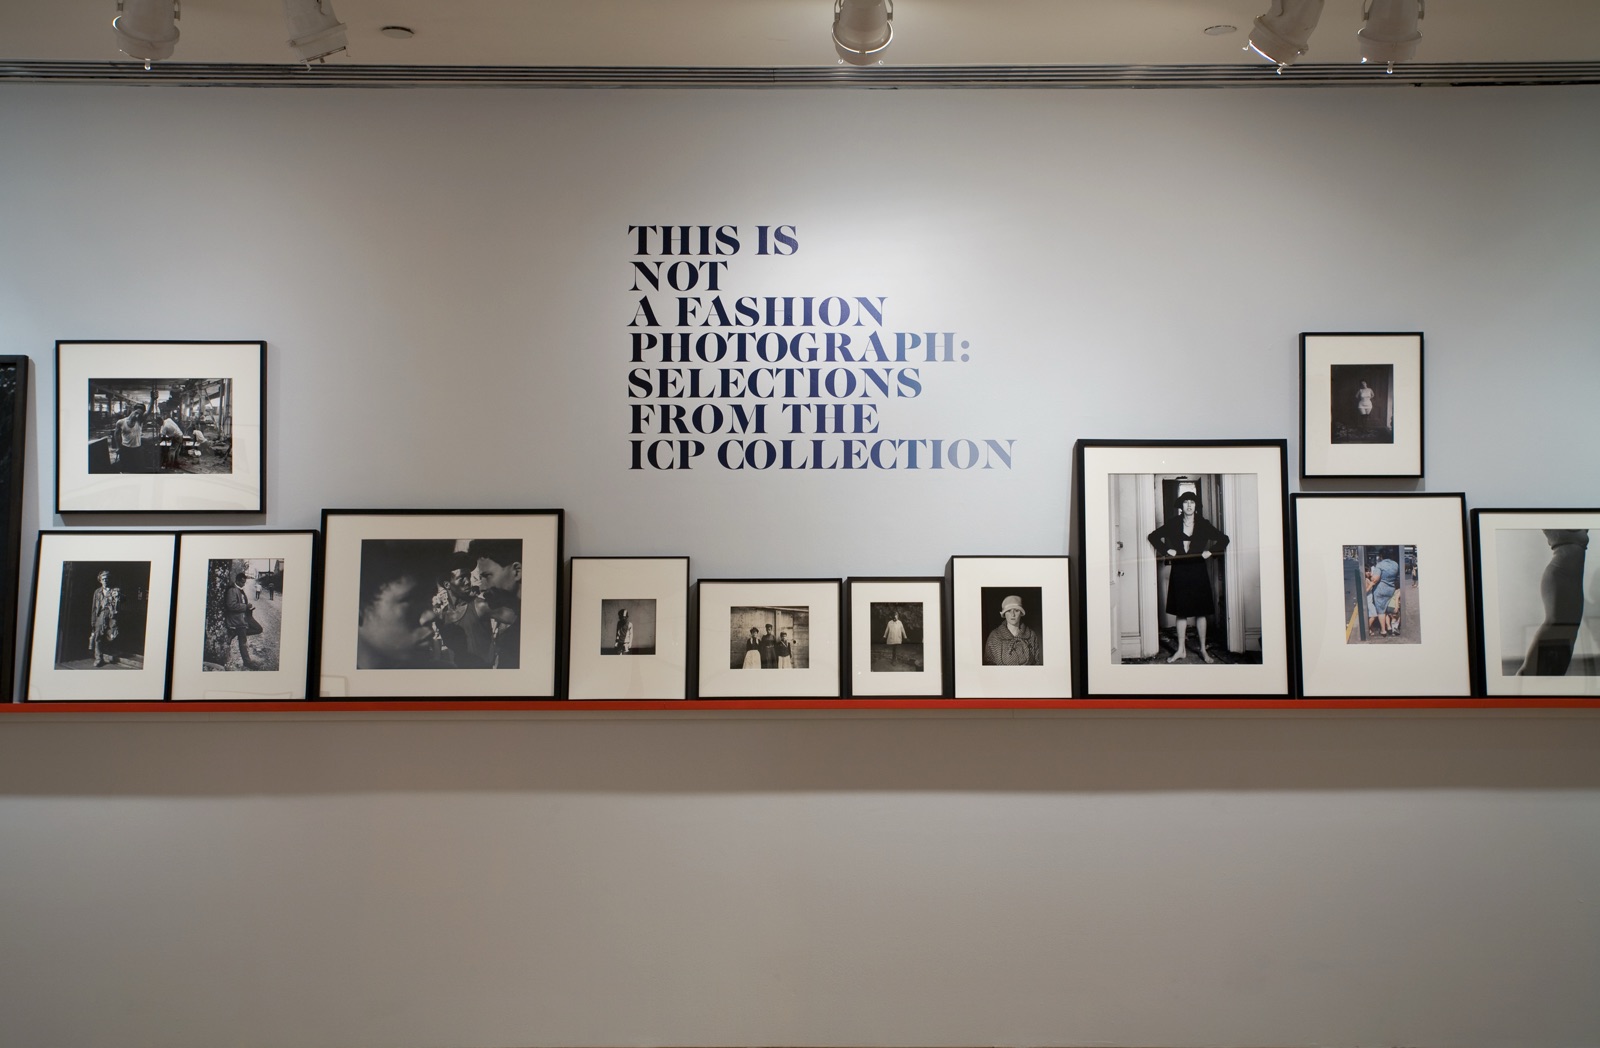 THIS IS
NOT
A FASHION
PHOTOGRAPH:
SELECTIONS
FROM THE
ICP COLLECTION